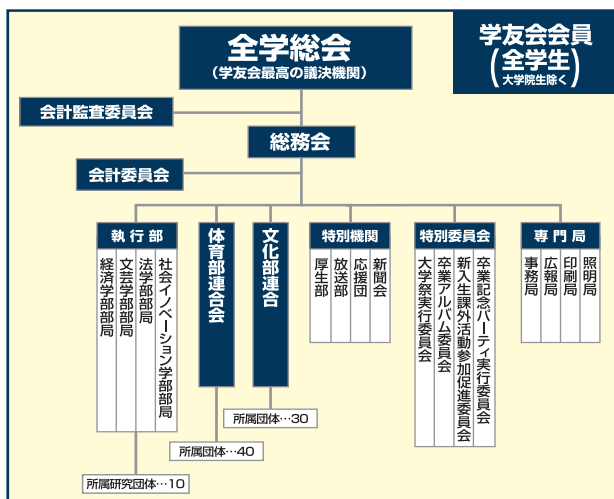 全学総会
(学友会最高の議決機関)
学友会会員
(全学生)
大学院生除く
会計監査委員会
総務会
会計委員会
執行部
経済学部部局
文芸学部部局
法学部部局
社会イノベーション学部部局
所属研究団体…10
体育部連合会
所属団体…40
文化部連合
所属団体…30
特別機関
厚生部
放送部
応援団
新聞会
特別委員会
大学祭実行委員会
卒業アルバム委員会
新入生課外活動参加促進委員会
卒業記念パーティ実行委員会
専門局
事務局
広報局
印刷局
照明局